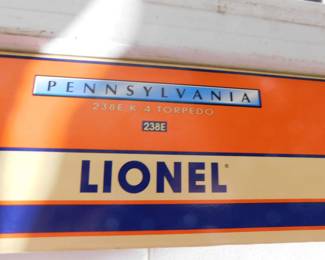 PENNSYLVANIA
238E K-4 TORPEDO
238E
LIONEL®